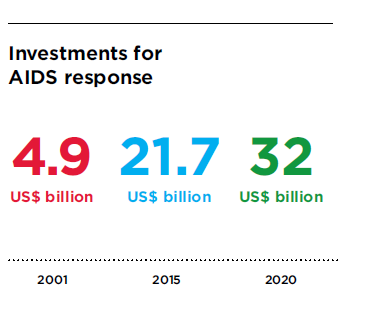 Investments for
AIDS response
4.9 21.7 32
US$ billion US$ billion US$ billion
2001 2015 2020